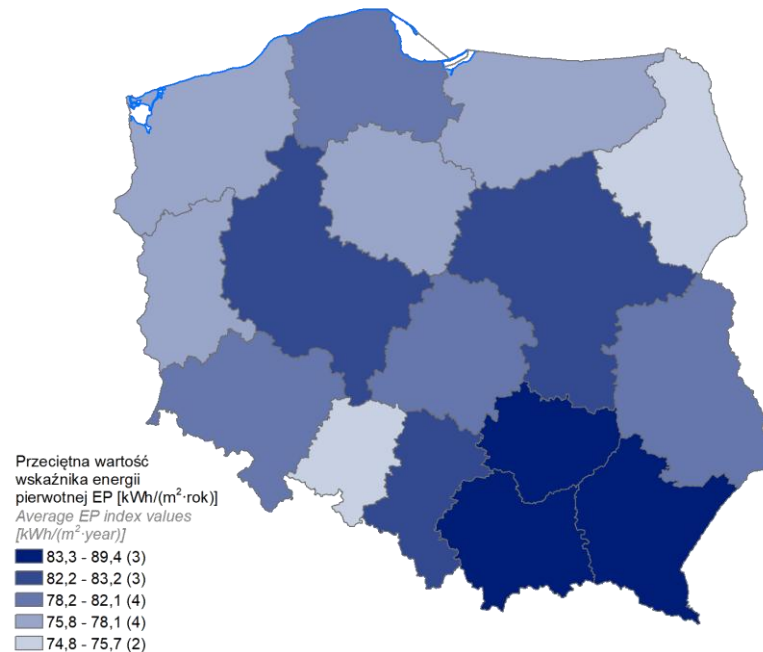 Przeciętna wartość
wskaźnika energii
pierwotnej EP [kWh/(m²·rok)]
Average EP index values
[kWh/(m²·year)]
83,3 - 89,4 (3)
82,2 - 83,2 (3)
78,2 - 82,1 (4)
75,8 - 78,1 (4)
74,8 - 75,7 (2)